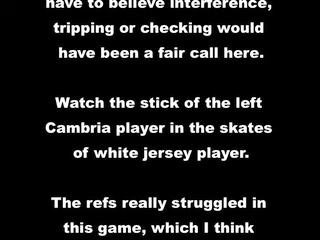 have to believe interference,
tripping or checking would
have been a fair call here.
Watch the stick of the left
Cambria player in the skates
of white jersey player.
The refs really struggled in
this game, which I think